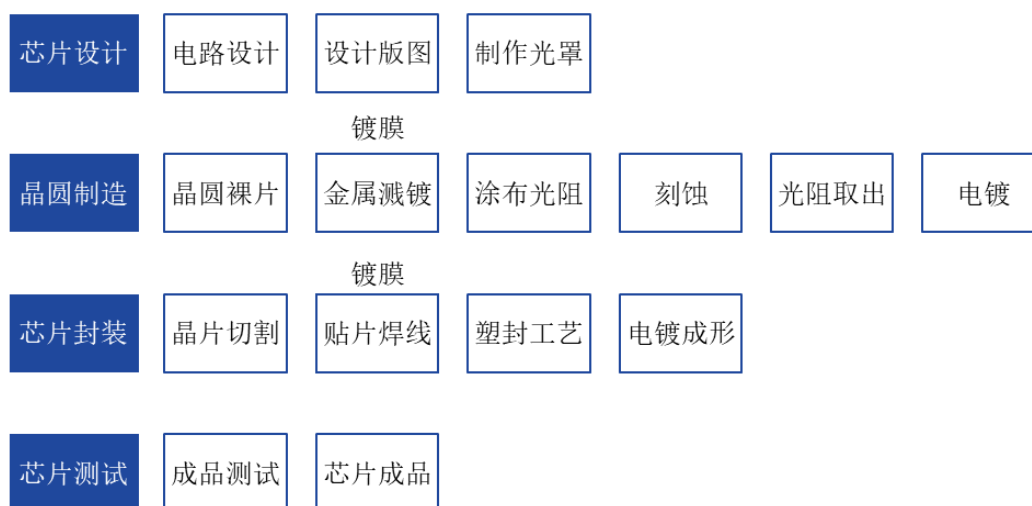 芯片设计 电路设计 设计版图 制作光罩
镀膜
晶圆制造 晶圆裸片 金属溅镀 涂布光阻 刻蚀 光阻取出 电镀
镀膜
芯片封装 晶片切割 贴片焊线 塑封工艺 电镀成形
芯片测试 成品测试 芯片成品